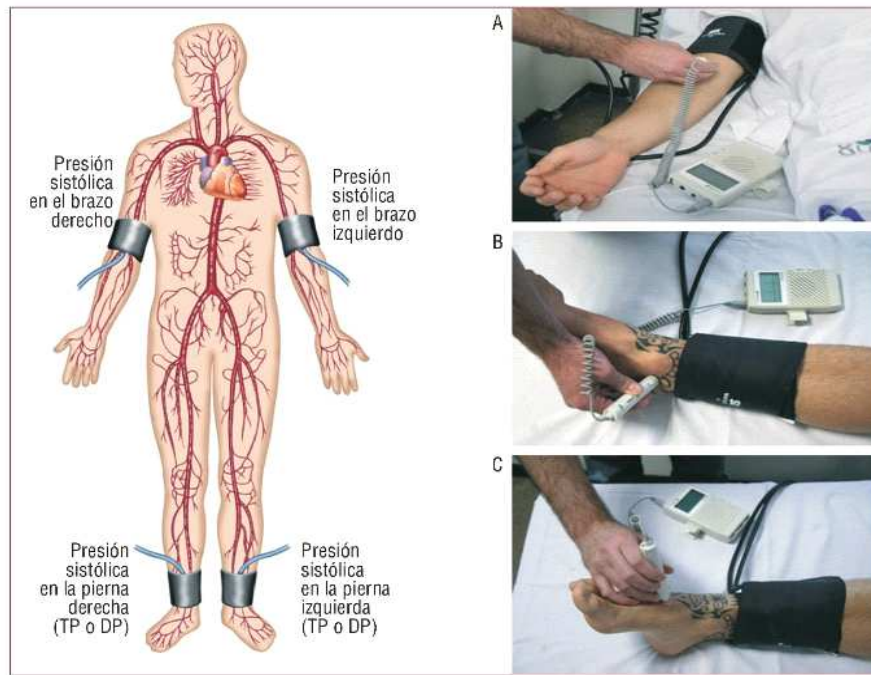 Presión
sistólica
en el brazo
derecho
Presión
sistólica
en el brazo
izquierdo
Presión
sistólica
en la pierna
derecha
(TP o DP)
Presión
sistólica
en la pierna
izquierda
(TP o DP)
A
B
C